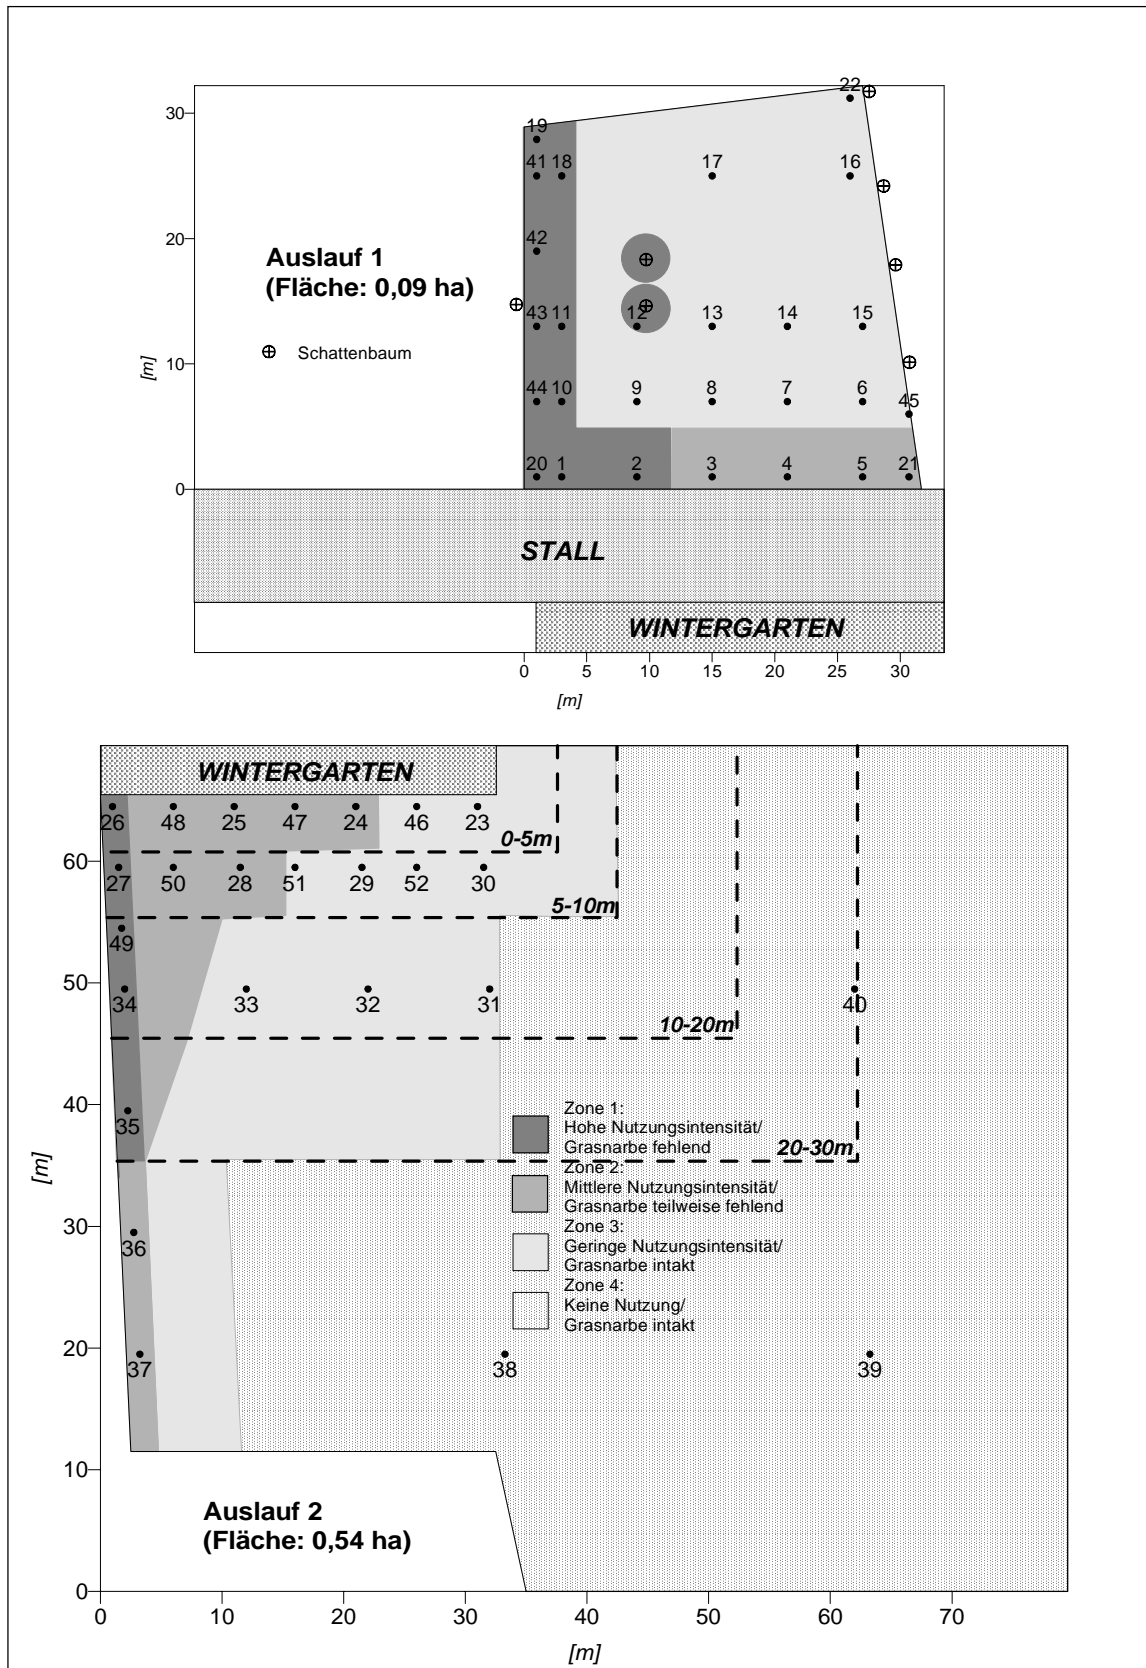 22
30
19
41 18
17
16
42
20
Auslauf 1
(Fläche: 0,09 ha)
43 11
12
13
14
15
Schattenbaum
[m]
10
44 10
9
8
7
6
45
20
1
2
3
4
5
21
0
STALL
WINTERGARTEN
0 5 10 15 20 25 30
[m]
WINTERGARTEN
26 48 25 47 24 46 23
0-5m
60
27 50 28 51 29 52 30
5-10m
49
50
34 33 32 31 40
10-20m
40
35
Zone 1:
Hohe Nutzungsintensität/
Grasnarbe fehlend
20-30m
[m]
Zone 2:
Mittlere Nutzungsintensität/
Grasnarbe teilweise fehlend
30
36
Zone 3:
Geringe Nutzungsintensität/
Grasnarbe intakt
Zone 4:
Keine Nutzung/
Grasnarbe intakt
20
37 38 39
10
Auslauf 2
(Fläche: 0,54 ha)
0
0 10 20 30 40 50 60 70
[m]